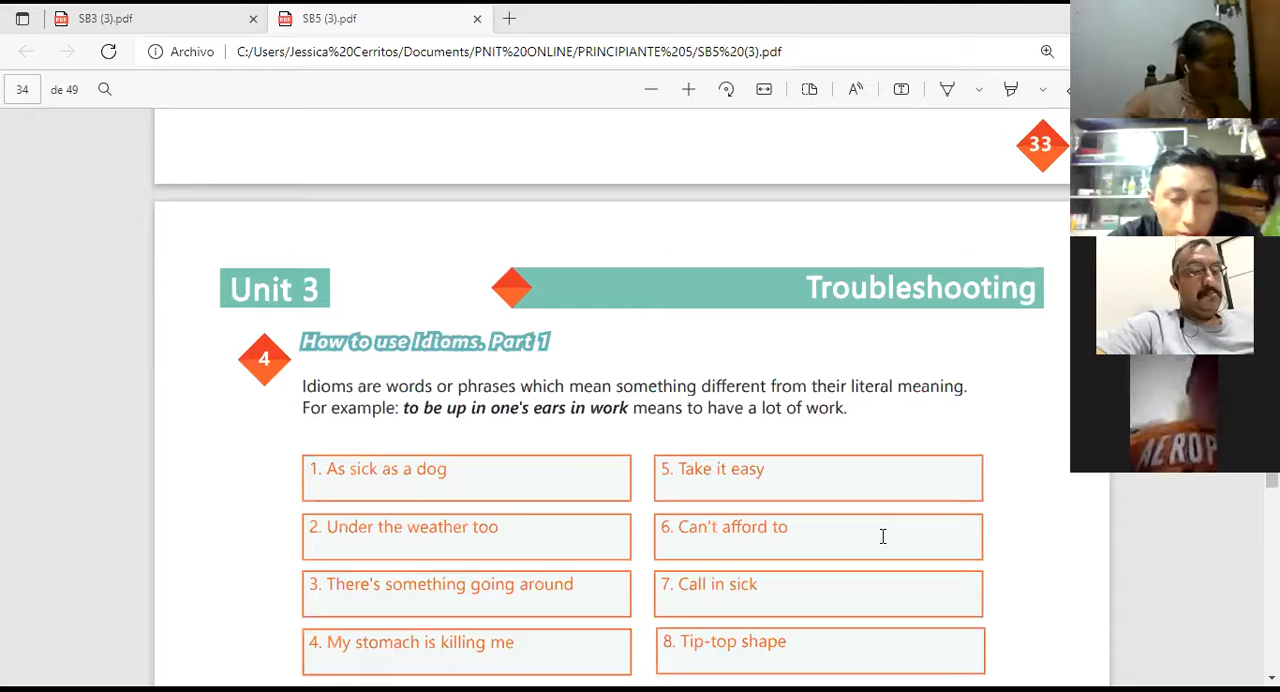 SB3 (3).pdf
SB5 (3).pdf
Archivo
C:/Users/Jessica%20Cerritos/Documents/PNIT%20ONLINE/PRINCIPIANTE%205/SB5%20(3).pdf
34 de 49
33
Unit 3
Troubleshooting
4
How to use Idioms. Part 1
Idioms are words or phrases which mean something different from their literal meaning.
For example: to be up in one's ears in work means to have a lot of work.
1. As sick as a dog
2. Under the weather too
3. There's something going around
4. My stomach is killing me
5. Take it easy
6. Can't afford to
7. Call in sick
8. Tip-top shape
AEROP